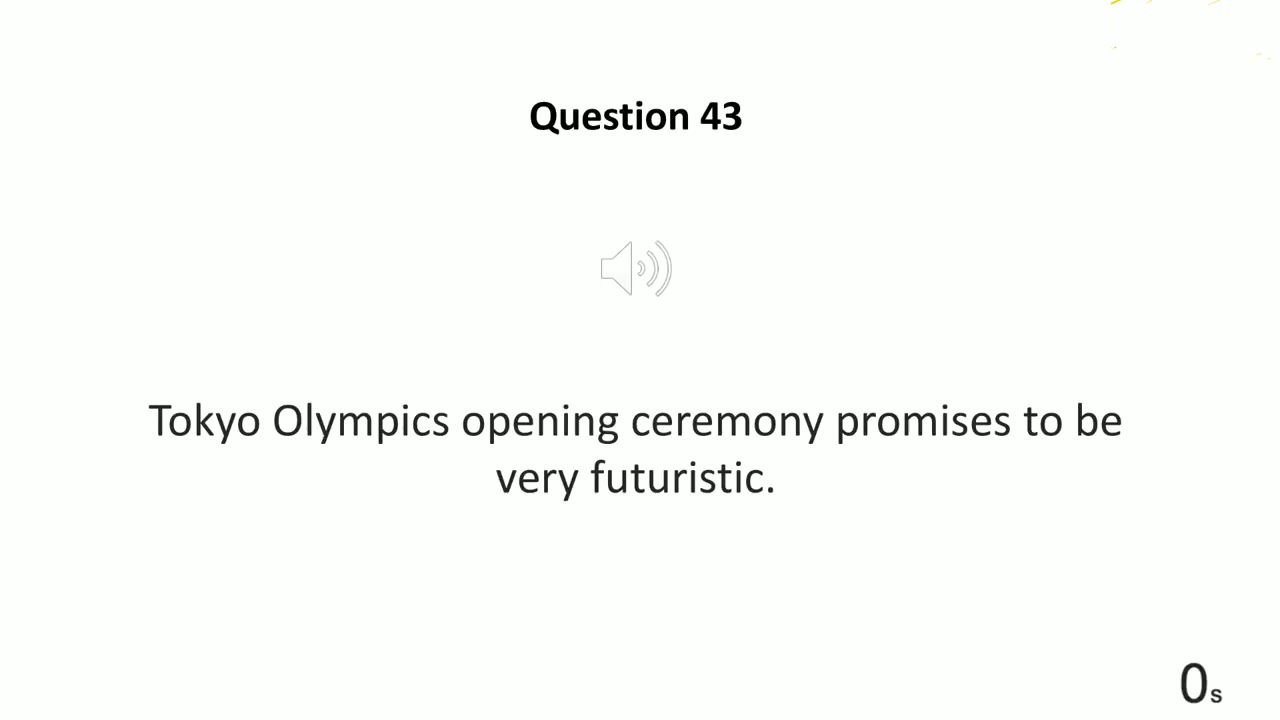 Question 43
Tokyo Olympics opening ceremony promises to be
very futuristic.
0s